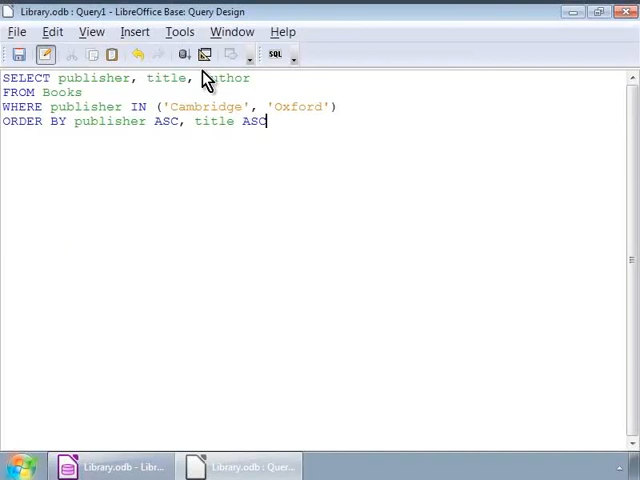 Library.odb : Query1 - LibreOffice Base: Query Design
File Edit View Insert Tools Window Help
SQL
SELECT publisher, title, author
FROM Books
WHERE publisher IN ('Cambridge', 'Oxford')
ORDER BY publisher ASC, title ASC
Library.odb - Libr... Library.odb : Quer...